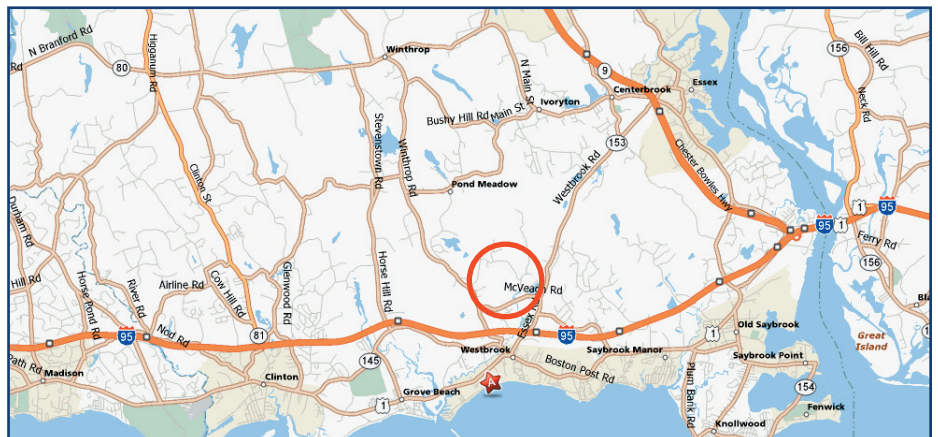 N Branford Rd
Rd
80
Higganum Rd
Winthrop
N Main St
9
Essex
156
Bill Hill Rd
Centerbrook
Neck Rd
Ivoryton
Bushy Hill Rd
Main St
Stevenstown Rd
Winthrop Rd
153
Chester Bowles Hwy
Westbrook Rd
Clinton St
Pond Meadow
Durham Rd
95
1
95
1
Ferry Rd
156
Hill Rd
Horse Pond Rd
River Rd
Airline Rd
Cow Hill Rd
Glenwood Rd
Horse Hill Rd
McVeagh Rd
Essex
Great
Island
95
Nod Rd
81
95
1
Old Saybrook
Path Rd
Madison
Clinton
145
Westbrook
Saybrook Manor
Saybrook Point
Boston Post Rd
Plum Bank Rd
154
1
Grove Beach
A
Fenwick
Knollwood